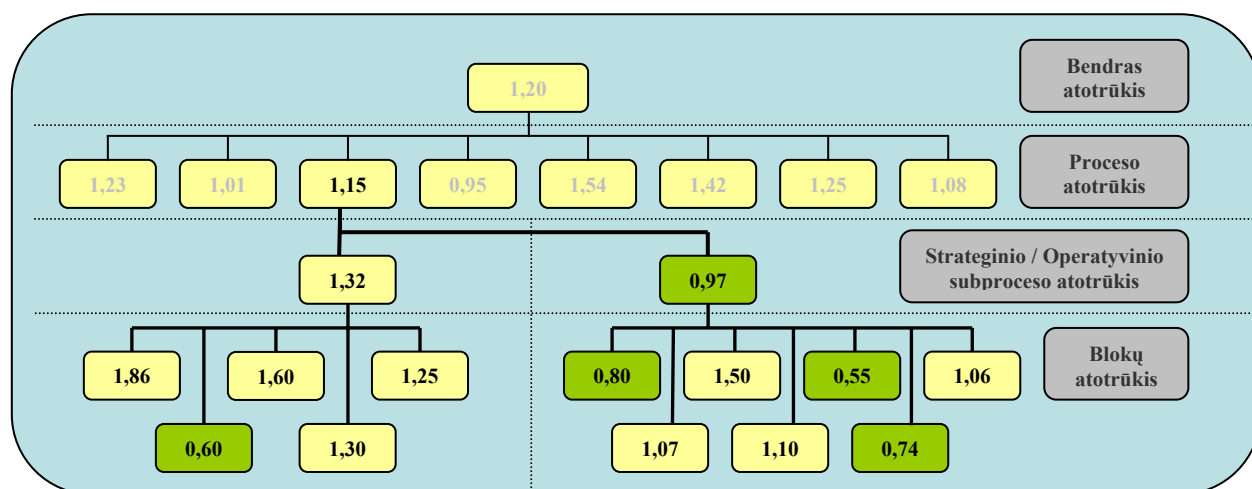 Bendras
atotrūkis
1,20
Proceso
atotrūkis
1,23
1,01
1,15
0,95
1,54
1,42
1,25
1,08
Strateginio / Operatyvinio
subproceso atotrūkis
1,32
0,97
Blokų
atotrūkis
1,86
1,60
1,25
0,80
1,50
0,55
1,06
0,60
1,30
1,07
1,10
0,74